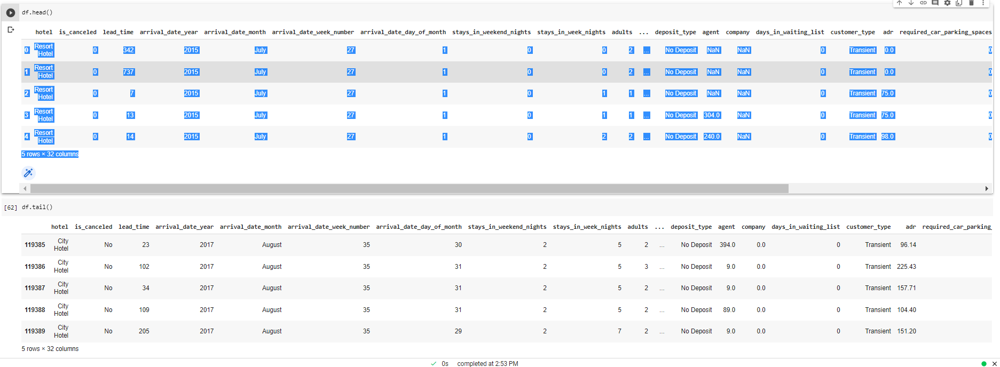 df.head()
hotel is_canceled lead_time arrival_date_year arrival_date_month arrival_date_week_number arrival_date_day_of_month stays_in_weekend_nights stays_in_week_nights adults ... deposit_type agent company days_in_waiting_list customer_type adr required_car_parking_spaces
0 Resort Hotel 0 342 2015 July 27 1 0 0 2 ... No Deposit NaN NaN 0 Transient 0.0 0
1 Resort Hotel 0 737 2015 July 27 1 0 0 2 ... No Deposit NaN NaN 0 Transient 0.0 0
2 Resort Hotel 0 7 2015 July 27 1 0 1 1 ... No Deposit NaN NaN 0 Transient 75.0 0
3 Resort Hotel 0 13 2015 July 27 1 0 1 1 ... No Deposit 304.0 NaN 0 Transient 75.0 0
4 Resort Hotel 0 14 2015 July 27 1 0 2 2 ... No Deposit 240.0 NaN 0 Transient 98.0 0
5 rows × 32 columns
[62] df.tail()
hotel is_canceled lead_time arrival_date_year arrival_date_month arrival_date_week_number arrival_date_day_of_month stays_in_weekend_nights stays_in_week_nights adults ... deposit_type agent company days_in_waiting_list customer_type adr required_car_parking_
119385 City Hotel No 23 2017 August 35 30 2 5 2 ... No Deposit 394.0 0.0 0 Transient 96.14
119386 City Hotel No 102 2017 August 35 31 2 5 3 ... No Deposit 9.0 0.0 0 Transient 225.43
119387 City Hotel No 34 2017 August 35 31 2 5 2 ... No Deposit 9.0 0.0 0 Transient 157.71
119388 City Hotel No 109 2017 August 35 31 2 5 2 ... No Deposit 89.0 0.0 0 Transient 104.40
119389 City Hotel No 205 2017 August 35 29 2 7 2 ... No Deposit 9.0 0.0 0 Transient 151.20
5 rows × 32 columns
0s completed at 2:53 PM